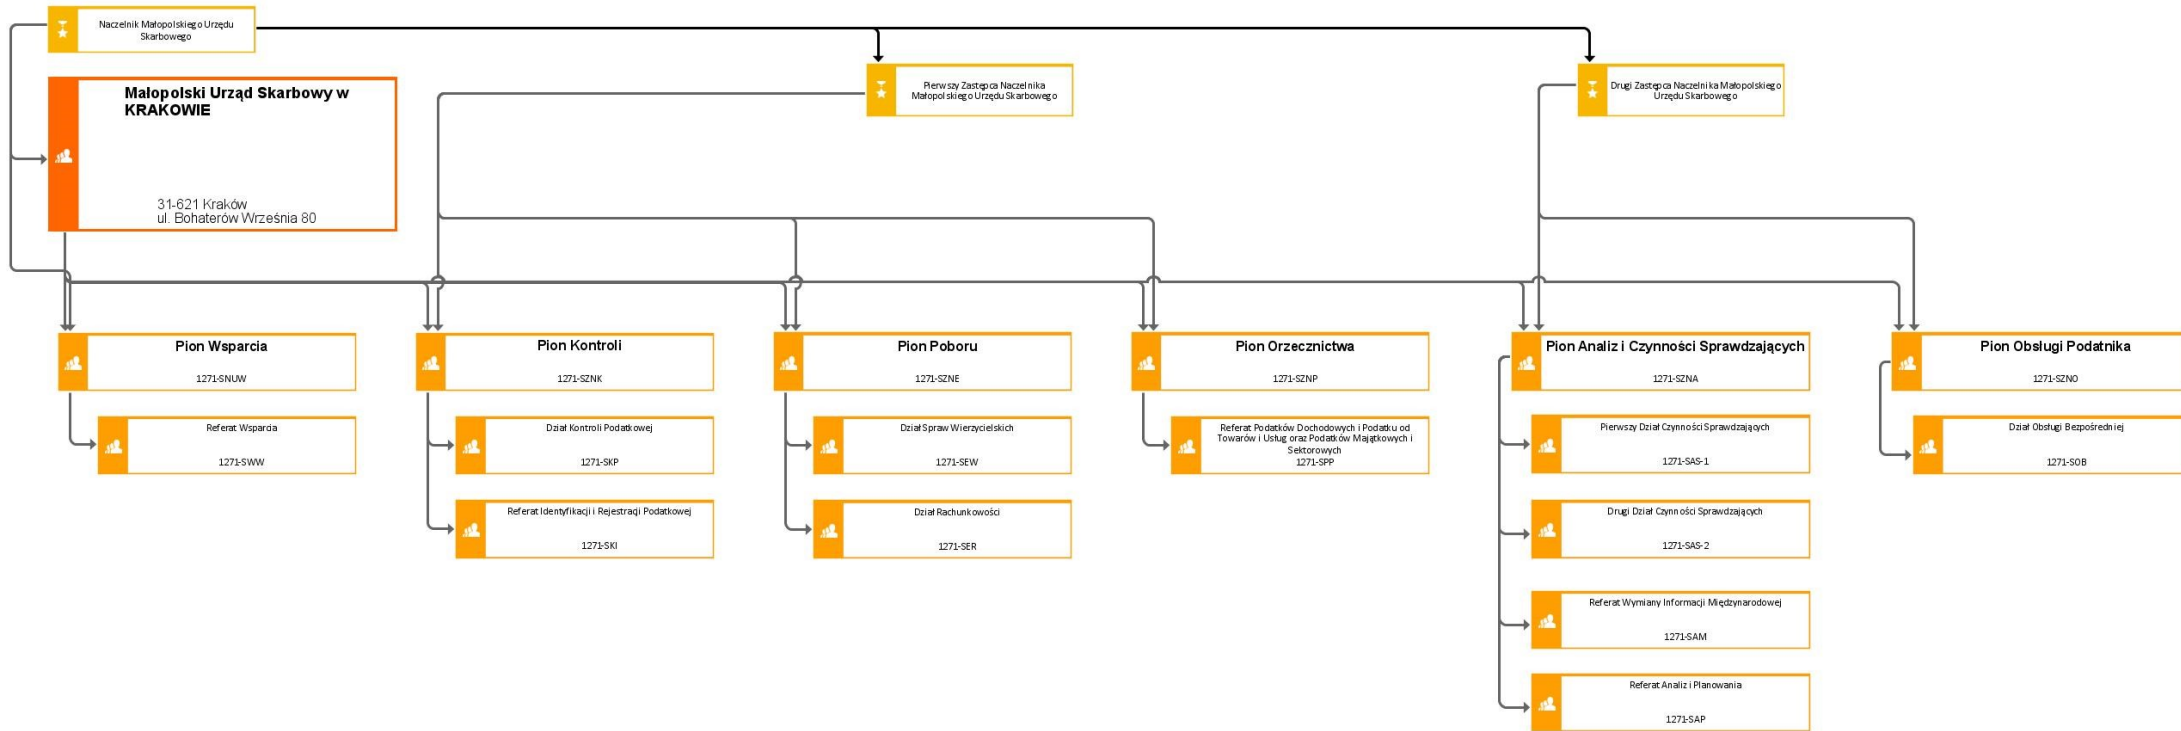 Naczelnik Małopolskiego Urzędu
Skarbowego
Pierwszy Zastępca Naczelnika
Małopolskiego Urzędu Skarbowego
Drugi Zastępca Naczelnika Małopolskiego
Urzędu Skarbowego
Małopolski Urząd Skarbowy w
KRAKOWIE
31-621 Kraków
ul. Bohaterów Września 80
Pion Wsparcia
1271-SNUW
Referat Wsparcia
1271-SWW
Pion Kontroli
1271-SZNK
Dział Kontroli Podatkowej
1271-SKP
Referat Identyfikacji i Rejestracji Podatkowej
1271-SKI
Pion Poboru
1271-SZNE
Dział Spraw Wierzycielskich
1271-SEW
Dział Rachunkowości
1271-SER
Pion Orzecznictwa
1271-SZNP
Referat Podatków Dochodowych i Podatku od
Towarów i Usług oraz Podatków Majątkowych i
Sektorowych
1271-SPP
Pion Analiz i Czynności Sprawdzających
1271-SZNA
Pierwszy Dział Czynności Sprawdzających
1271-SAS-1
Drugi Dział Czynności Sprawdzających
1271-SAS-2
Referat Wymiany Informacji Międzynarodowej
1271-SAM
Referat Analiz i Planowania
1271-SAP
Pion Obsługi Podatnika
1271-SZNO
Dział Obsługi Bezpośredniej
1271-SOB